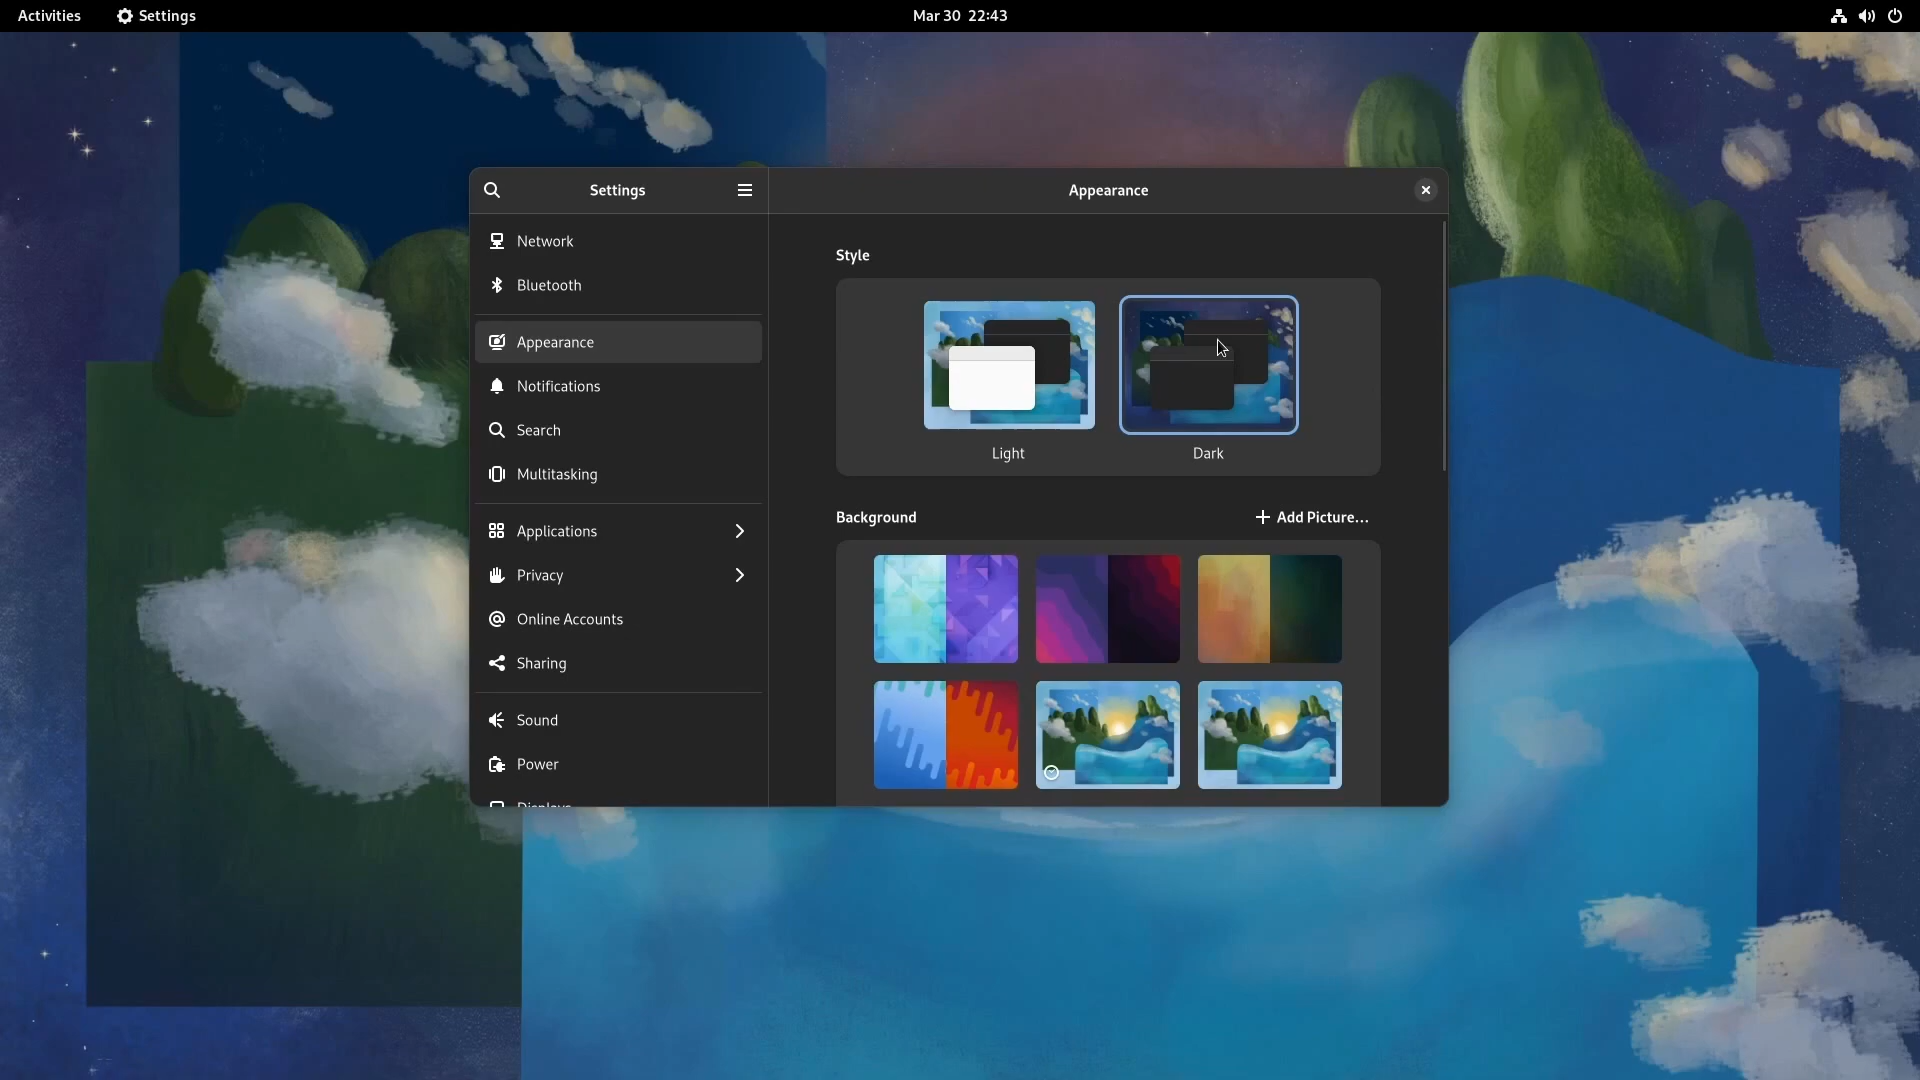 Activities
Settings
Mar 30 22:43
Settings
Appearance
Network
Bluetooth
Appearance
Notifications
Search
Multitasking
Applications
Privacy
Online Accounts
Sharing
Sound
Power
Displays
Style
Light
Dark
Background
Add Picture...